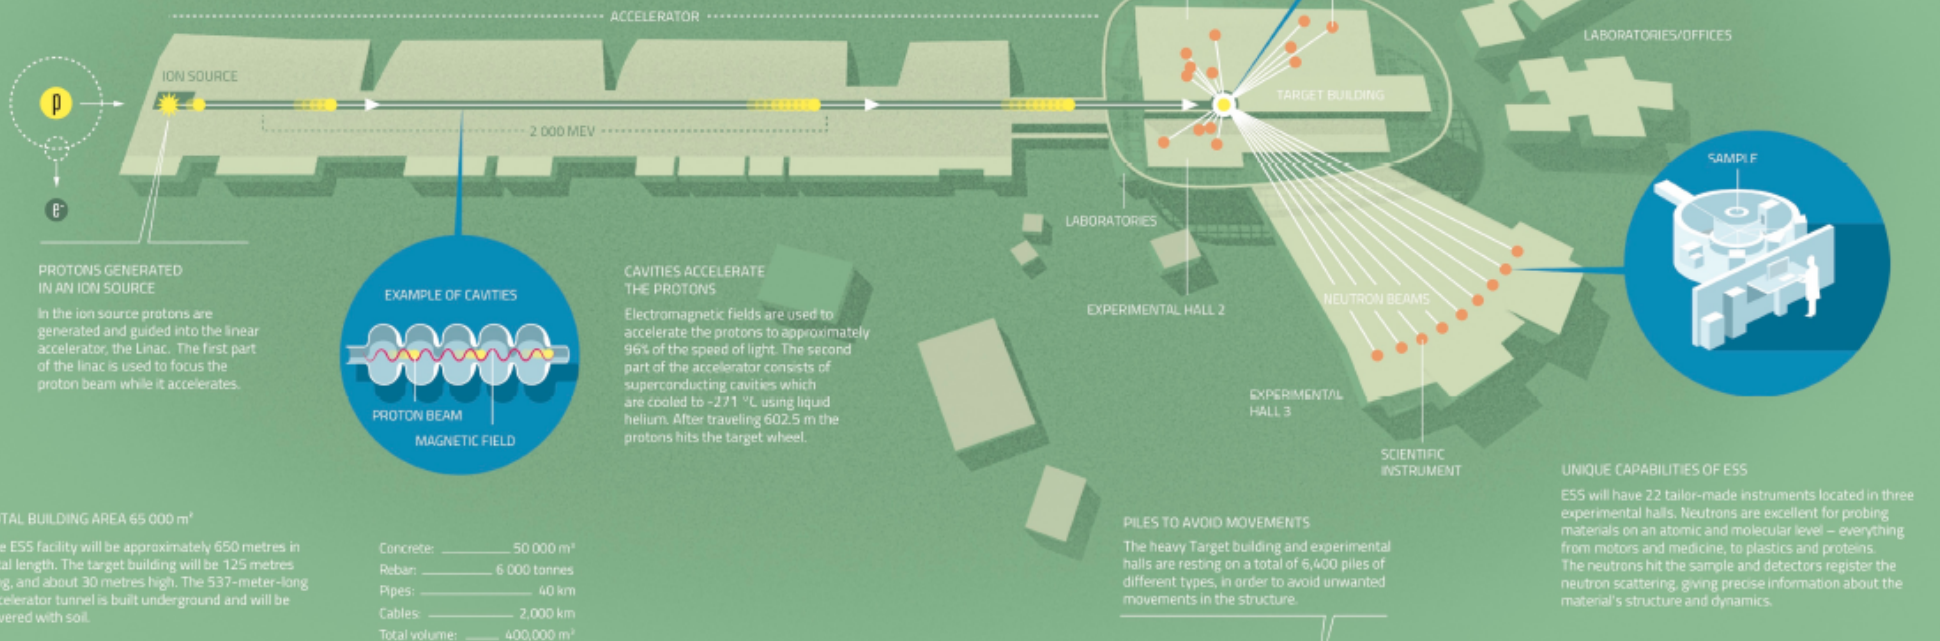 ACCELERATOR
LABORATORIES/OFFICES
ION SOURCE
p
TARGET BUILDING
2 000 MEV
SAMPLE
e-
LABORATORIES
PROTONS GENERATED
IN AN ION SOURCE
In the ion source protons are
generated and guided into the linear
accelerator, the Linac. The first part
of the linac is used to focus the
proton beam while it accelerates.
EXAMPLE OF CAVITIES
PROTON BEAM
MAGNETIC FIELD
CAVITIES ACCELERATE
THE PROTONS
Electromagnetic fields are used to
accelerate the protons to approximately
96% of the speed of light. The second
part of the accelerator consists of
superconducting cavities which
are cooled to -271 °C using liquid
helium. After traveling 602.5 m the
protons hits the target wheel.
EXPERIMENTAL HALL 2
NEUTRON BEAMS
EXPERIMENTAL
HALL 3
SCIENTIFIC
INSTRUMENT
UNIQUE CAPABILITIES OF ESS
ESS will have 22 tailor-made instruments located in three
experimental halls. Neutrons are excellent for probing
materials on an atomic and molecular level – everything
from motors and medicine, to plastics and proteins.
The neutrons hit the sample and detectors register the
neutron scattering, giving precise information about the
material's structure and dynamics.
TAL BUILDING AREA 65 000 m²
e ESS facility will be approximately 650 metres in
al length. The target building will be 125 metres
g, and about 30 metres high. The 537-meter-long
celerator tunnel is built underground and will be
vered with soil.
Concrete: 50 000 m³
Rebar: 6 000 tonnes
Pipes: 40 km
Cables: 2,000 km
Total volume: 400,000 m³
PILES TO AVOID MOVEMENTS
The heavy Target building and experimental
halls are resting on a total of 6,400 piles of
different types, in order to avoid unwanted
movements in the structure.